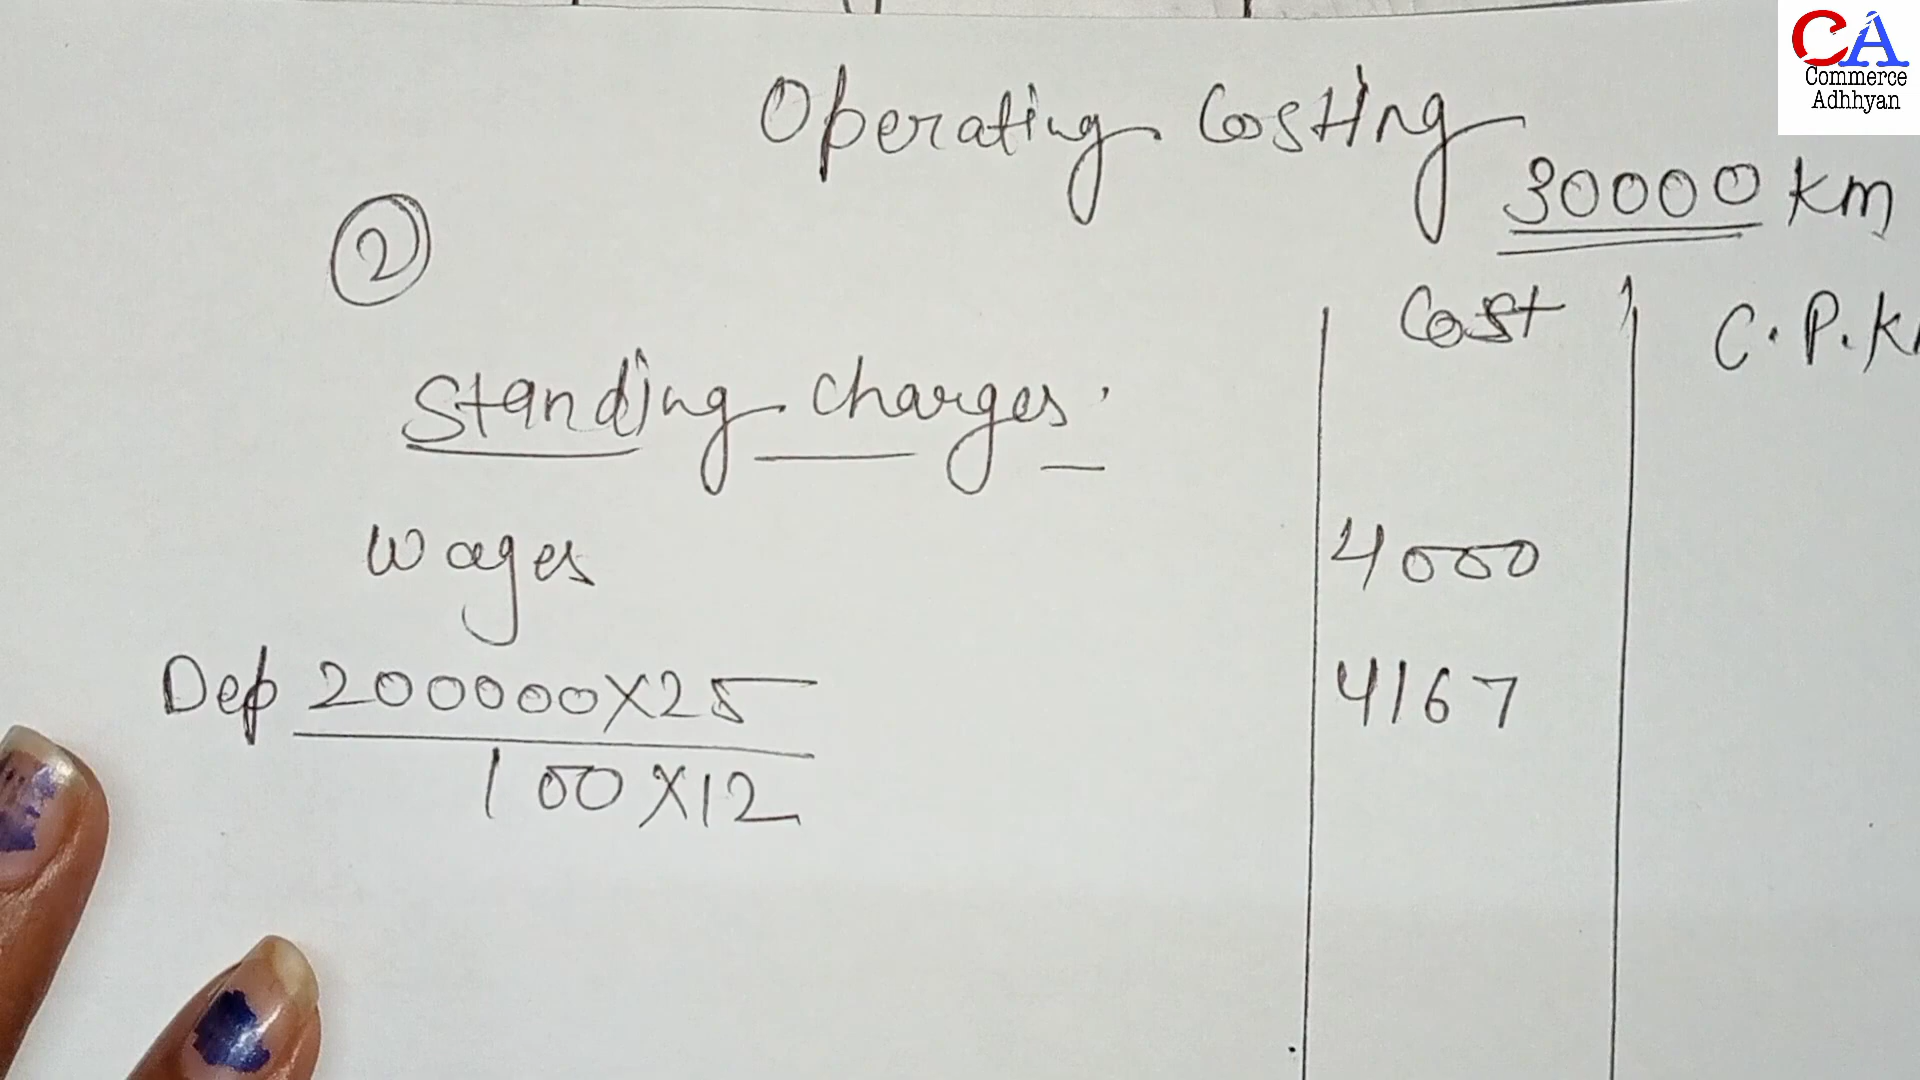 CA
Commerce
Adhhyan
Operating Costing
30000 km
2
Cost
C.P.K
Standing charges
wages
4000
Dep 200000×25
4167
100×12